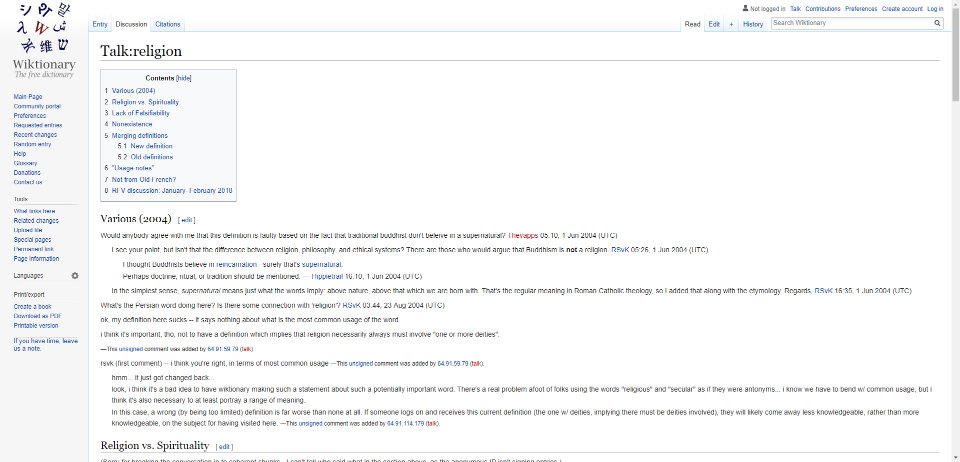 Not logged in Talk Contributions Preferences Create account Log in
Entry Discussion Citations Read Edit + History Search Wiktionary
Wiktionary
The free dictionary
Main Page
Community portal
Preferences
Requested entries
Recent changes
Random entry
Help
Glossary
Donations
Contact us
Tools
What links here
Related changes
Upload file
Special pages
Permanent link
Page information
Languages
Print/export
Create a book
Download as PDF
Printable version
If you have time, leave
us a note.
Talk:religion
Contents [hide]
1 Various (2004)
2 Religion vs. Spirituality
3 Lack of Falsifiability
4 Nonexistence
5 Merging definitions
5.1 New definition
5.2 Old definitions
6 "Usage notes"
7 Not from Old French?
8 RFV discussion: January–February 2018
Various (2004) [ edit ]
Would anybody agree with me that this definition is faulty based on the fact that traditional buddhist don't beleive in a supernatural? Theyapps 05:10, 1 Jun 2004 (UTC)
I see your point, but isn't that the difference between religion, philosophy, and ethical systems? There are those who would argue that Buddhism is not a religion. RSvK 05:26, 1 Jun 2004 (UTC)
I thought Buddhists believe in reincarnation - surely that's supernatural.
Perhaps doctrine, ritual, or tradition should be mentioned. — Hippietrail 16:10, 1 Jun 2004 (UTC)
In the simplest sense, supernatural means just what the words imply: above nature, above that which we are born with. That's the regular meaning in Roman Catholic theology, so I added that along with the etymology. Regards, RSvK 16:35, 1 Jun 2004 (UTC)
What's the Persian word doing here? Is there some connection with 'religion'? RSvK 03:44, 23 Aug 2004 (UTC)
ok, my definition here sucks -- it says nothing about what is the most common usage of the word.
i think it's important, tho, not to have a definition which implies that religion necessarily always must involve "one or more deities".
—This unsigned comment was added by 64.91.59.79 (talk).
rsvk (first comment) -- i think you're right, in terms of most common usage —This unsigned comment was added by 64.91.59.79 (talk).
hmm... it just got changed back...
look, i think it's a bad idea to have wiktionary making such a statement about such a potentially important word. There's a real problem afoot of folks using the words "religious" and "secular" as if they were antonyms... i know we have to bend w/ common usage, but i
think it's also necessary to at least portray a range of meaning.
In this case, a wrong (by being too limited) definition is far worse than none at all. If someone logs on and receives this current definition (the one w/ deities, implying there must be deities involved), they will likely come away less knowledgeable, rather than more
knowledgeable, on the subject for having visited here. —This unsigned comment was added by 64.91.114.179 (talk).
Religion vs. Spirituality [ edit ]